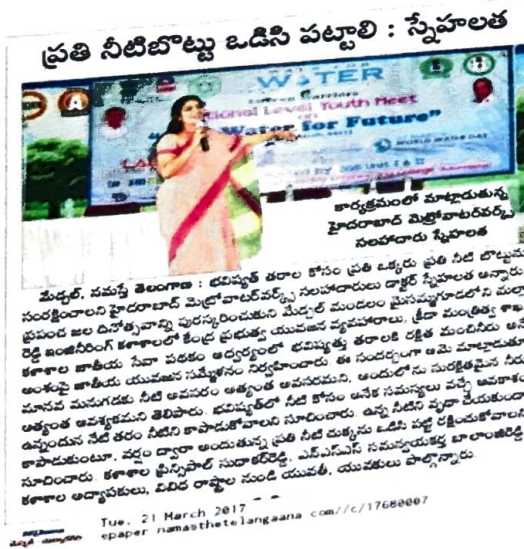 ప్రతి నీటిబొట్టు ఒడిసి పట్టాలి : స్నేహలత
WATER
National Level Youth Meet
on
Water for Future"
WORLD WATER DAY
కార్యక్రమంలో మాట్లాడుతున్న
హైదరాబాద్ మెట్రోవాటర్‌వర్క్స్
సలహాదారు స్నేహలత
మేడ్చల్, నమస్తే తెలంగాణ : భవిష్యత్ తరాల కోసం ప్రతి ఒక్కరు ప్రతి నీటి బొట్టును
సంరక్షించాలని హైదరాబాద్ మెట్రోవాటర్‌వర్క్స్ సలహాదారులు డాక్టర్ స్నేహలత అన్నారు.
ప్రపంచ జల దినోత్సవాన్ని పురస్కరించుకుని మేడ్చల్ మండలం మైసమ్మగూడలోని మల్లా
రెడ్డి ఇంజినీరింగ్ కళాశాలలో కేంద్ర ప్రభుత్వ యువజన వ్యవహారాలు, క్రీడా మంత్రిత్వ శాఖ,
కళాశాల జాతీయ సేవా పథకం ఆధ్వర్యంలో భవిష్యత్తు తరాలకి రక్షిత మంచినీరు అనే
అంశంపై జాతీయ యువజన సమ్మేళనం నిర్వహించారు. ఈ సందర్భంగా ఆమె మాట్లాడుతూ
మానవ మనుగడకు నీటి అవసరం అత్యంత అవసరమని, అందులోను సురక్షితమైన నీరు
అత్యంత ఆవశ్యకమని తెలిపారు. భవిష్యత్‌లో నీటి కోసం అనేక సమస్యలు వచ్చే అవకాశం
ఉన్నందున నేటి తరం నీటిని కాపాడుకోవాలని సూచించారు. ఉన్న నీటిని వృథా చేయకుండా
కాపాడుకుంటూ, వర్షం ద్వారా అందుతున్న ప్రతి నీటి చుక్కను ఒడిసి పట్టి రక్షించుకోవాలని
సూచించారు. కళాశాల ప్రిన్సిపాల్ సుధాకర్‌రెడ్డి, ఎన్ఎస్ఎస్ సమన్వయకర్త బాలాంజిరెడ్డి,
కళాశాల అధ్యాపకులు, వివిధ రాష్ట్రాల నుండి యువతీ, యువకులు పాల్గొన్నారు.
Tue, 21 March 2017
epaper namasthetelangaana com//c/17680007